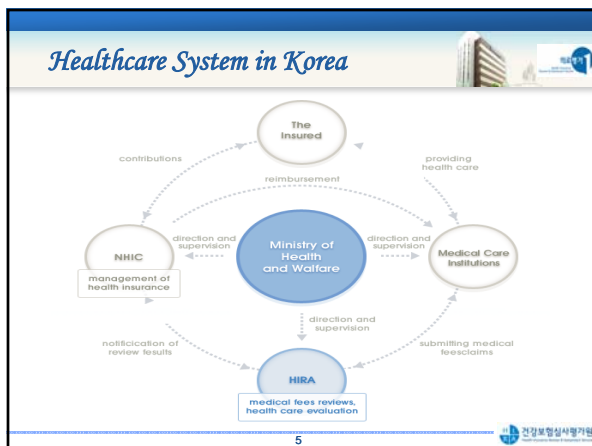 Healthcare System in Korea
The
Insured
contributions
providing
health care
reimbursement
NHIC
direction and
supervision
Ministry of
Health
and Walfare
direction and
supervision
Medical Care
Institutions
management of
health insurance
direction and
supervision
notificication of
review fesults
submitting medical
feesclaims
HIRA
medical fees reviews,
health care evaluation
5
건강보험심사평가원